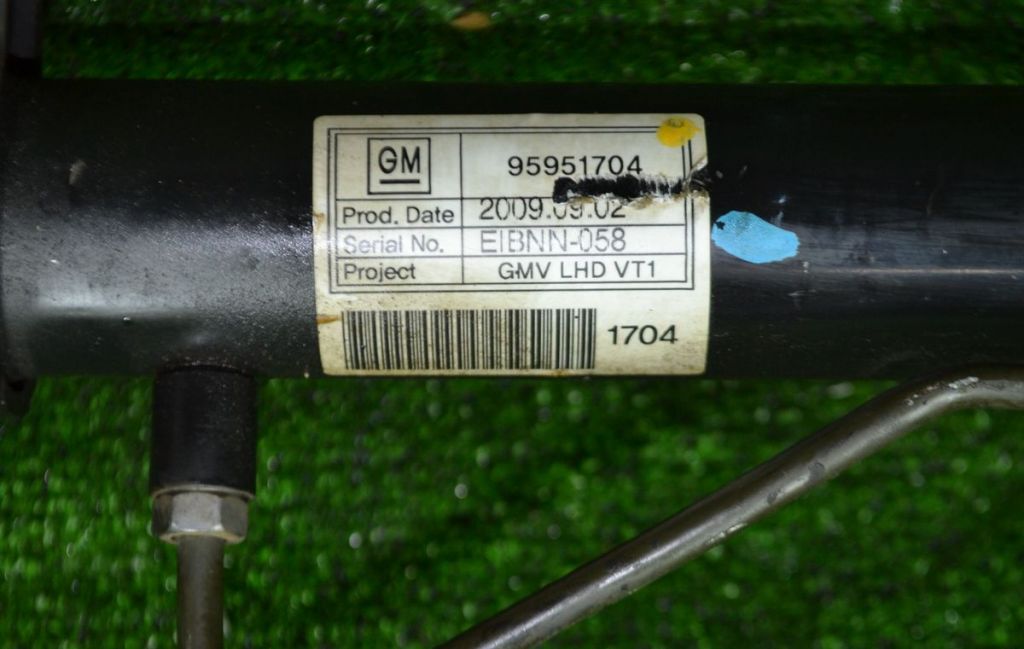 GM 95951704
Prod. Date 2009.09.02
Serial No. EIBNN-058
Project GMV LHD VT1
1704